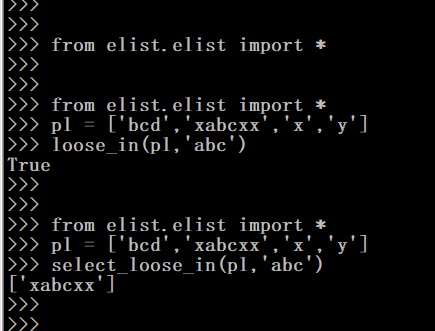 >>>
>>>
>>> from elist.elist import *
>>>
>>>
>>> from elist.elist import *
>>> pl = ['bcd','xabcxx','x','y']
>>> loose_in(pl,'abc')
True
>>>
>>>
>>> from elist.elist import *
>>> pl = ['bcd','xabcxx','x','y']
>>> select_loose_in(pl,'abc')
['xabcxx']
>>>
>>>